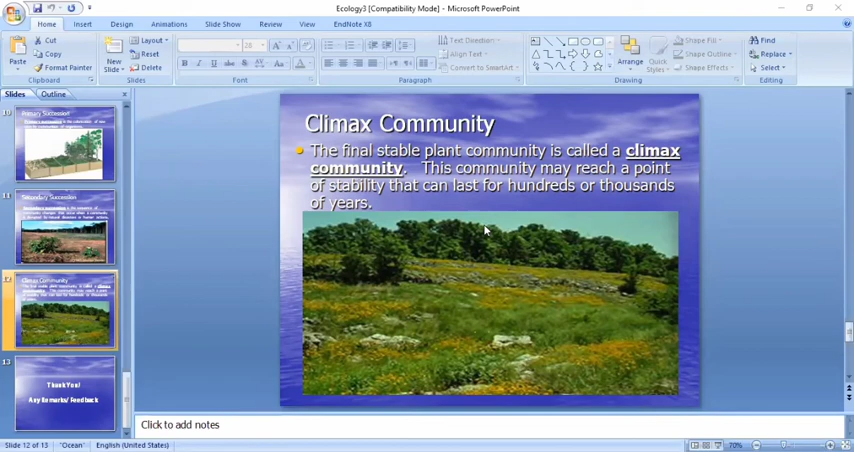 Ecology3 [Compatibility Mode] - Microsoft PowerPoint
Home Insert Design Animations Slide Show Review View EndNote X8
Cut
Copy
Format Painter
Paste
Clipboard
New Slide
Layout
Reset
Delete
Slides
28
Font
Text Direction
Align Text
Convert to SmartArt
Paragraph
Arrange
Quick Styles
Shape Fill
Shape Outline
Shape Effects
Drawing
Find
Replace
Select
Editing
Slides Outline
10
Primary Succession
11
Secondary Succession
12
Climax Community
13
Thank You!
Any Remarks/ Feedback
Climax Community
The final stable plant community is called a climax
community. This community may reach a point
of stability that can last for hundreds or thousands
of years.
Click to add notes
Slide 12 of 13 "Ocean" English (United States) 70%